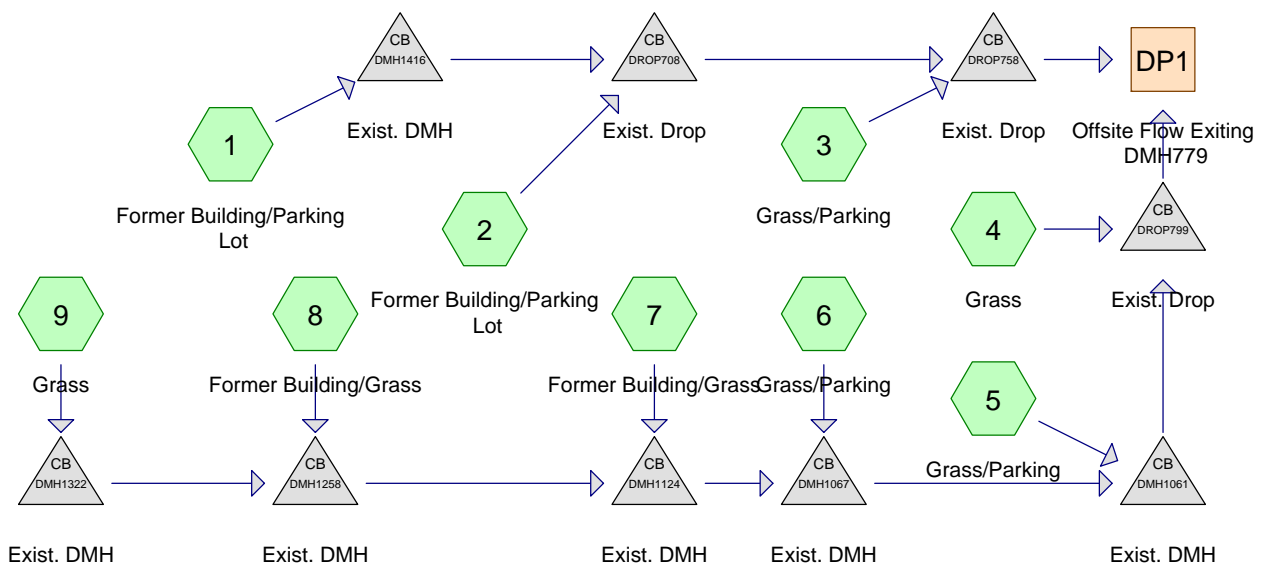 CB
DMH1416
Exist. DMH
CB
DROP708
Exist. Drop
CB
DROP758
Exist. Drop
DP1
Offsite Flow Exiting
DMH779
1
Former Building/Parking
Lot
2
Former Building/Parking
Lot
3
Grass/Parking
4
Grass
CB
DROP799
Exist. Drop
9
Grass
8
Former Building/Grass
7
Former Building/Grass
6
Grass/Parking
5
Grass/Parking
CB
DMH1322
Exist. DMH
CB
DMH1258
Exist. DMH
CB
DMH1124
Exist. DMH
CB
DMH1067
Exist. DMH
CB
DMH1061
Exist. DMH